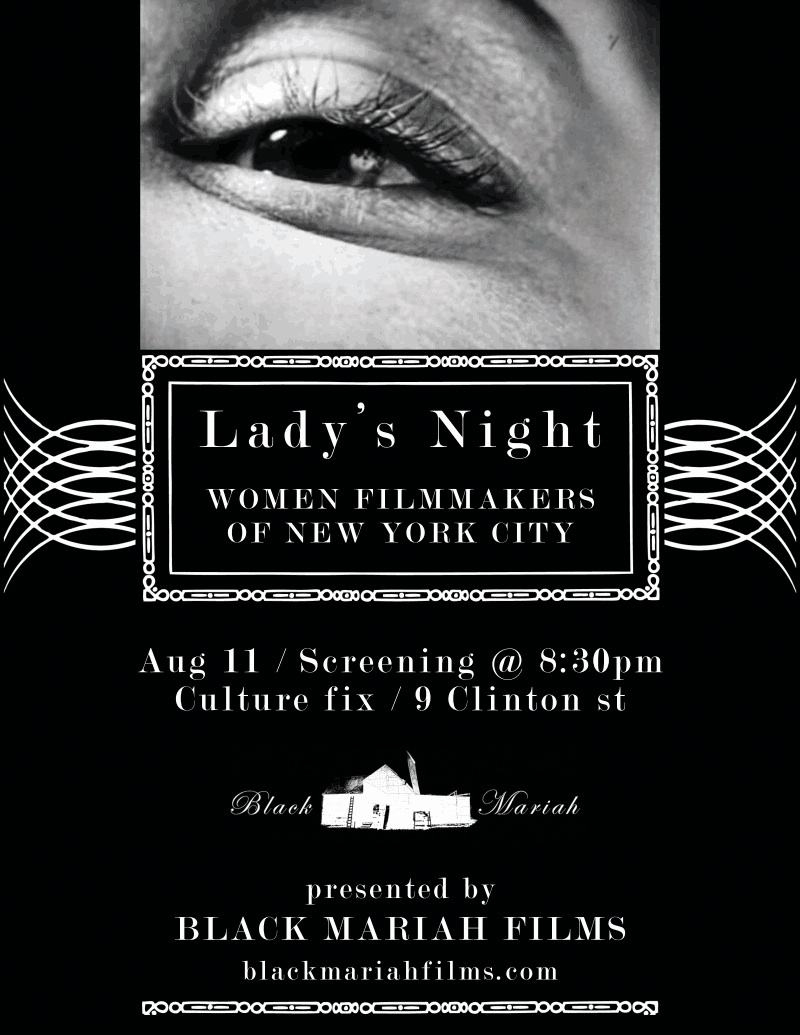 Lady's Night
WOMEN FILMMAKERS
OF NEW YORK CITY
Aug 11 / Screening @ 8:30pm
Culture fix / 9 Clinton st
Black Mariah
presented by
BLACK MARIAH FILMS
blackmariahfilms.com